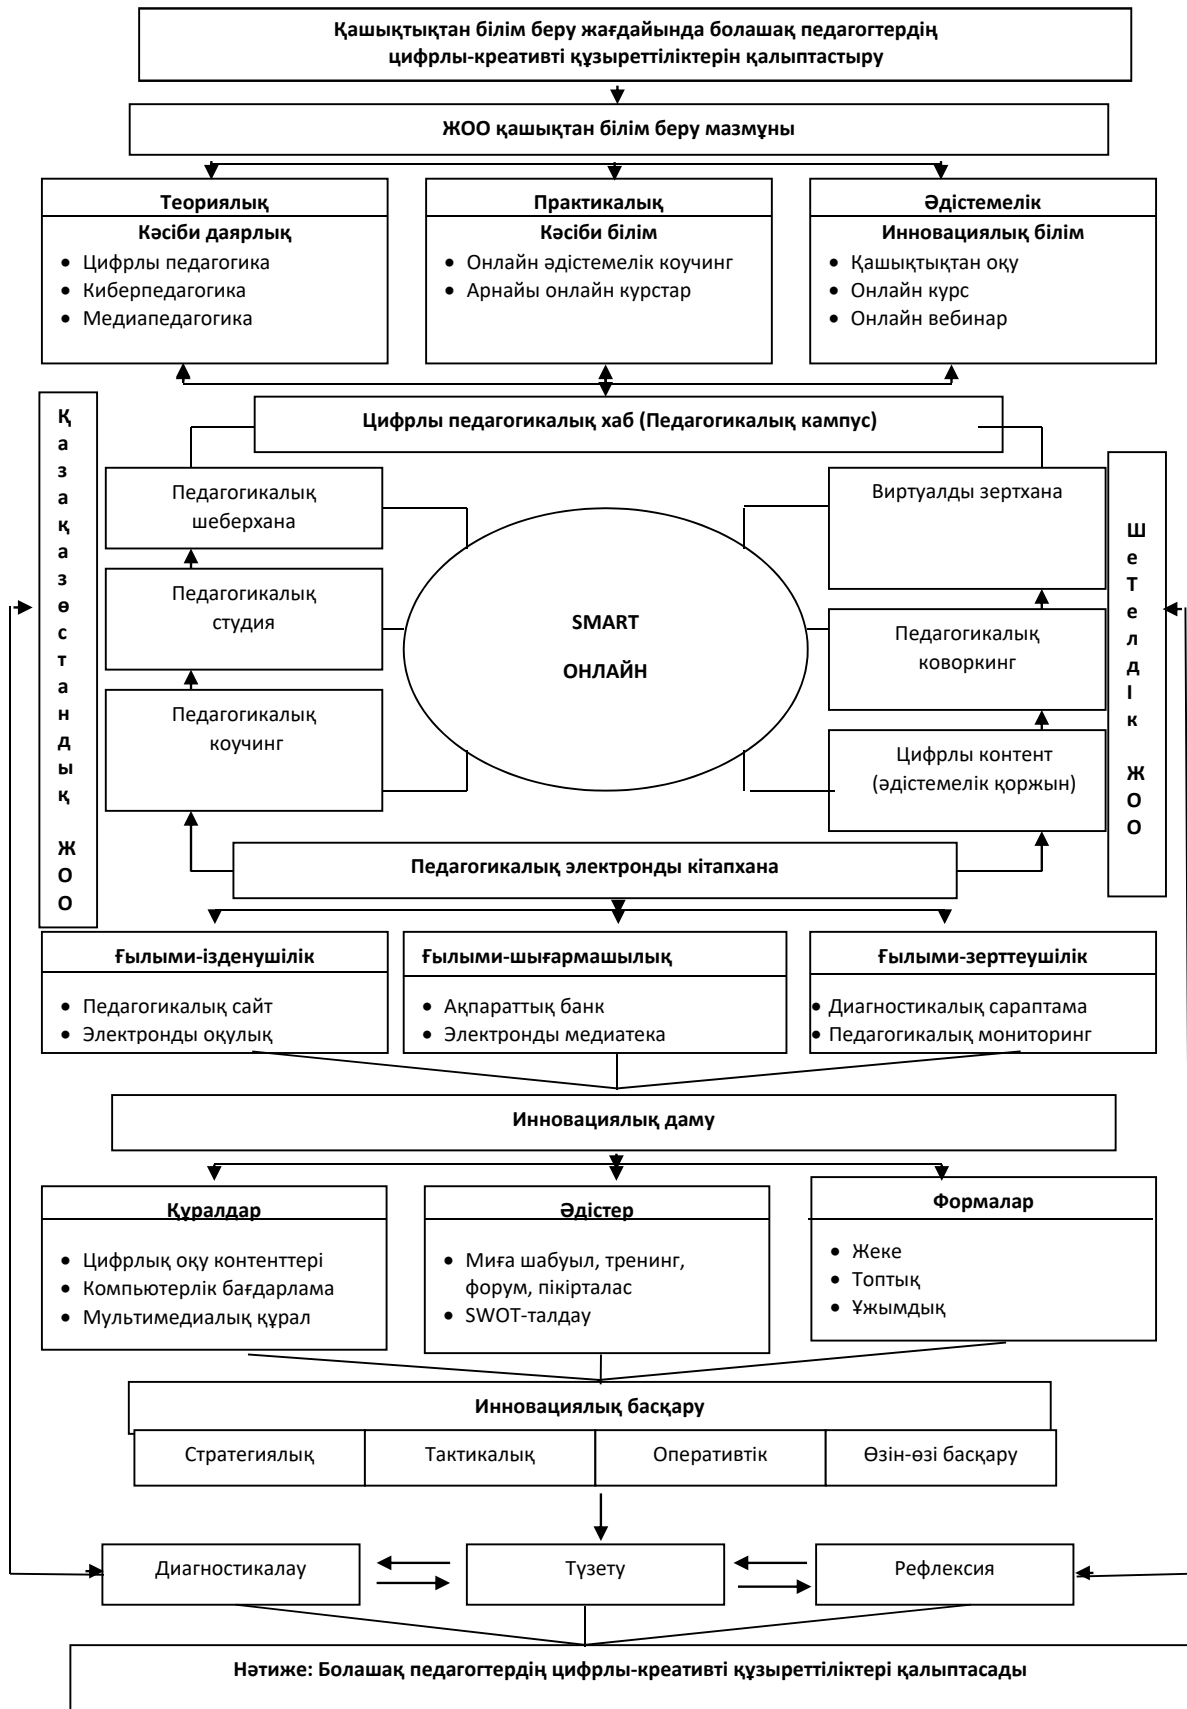 Қашықтықтан білім беру жағдайында болашақ педагогтердің
цифрлы-креативті құзыреттіліктерін қалыптастыру
ЖОО қашықтан білім беру мазмұны
Теориялық
Кәсіби даярлық
• Цифрлы педагогика
• Киберпедагогика
• Медиапедагогика
Практикалық
Кәсіби білім
• Онлайн әдістемелік коучинг
• Арнайы онлайн курстар
Әдістемелік
Инновациялық білім
• Қашықтықтан оқу
• Онлайн курс
• Онлайн вебинар
Қ
а
з
а
қ
а
з
ө
с
т
а
н
д
ы
қ
Ж
О
О
Цифрлы педагогикалық хаб (Педагогикалық кампус)
Педагогикалық
шеберхана
Педагогикалық
студия
Педагогикалық
коучинг
SMART
ОНЛАЙН
Виртуалды зертхана
Педагогикалық
коворкинг
Цифрлы контент
(әдістемелік қоржын)
Ш
е
Т
е
л
д
І
к
Ж
О
О
Педагогикалық электронды кітапхана
Ғылыми-ізденушілік
• Педагогикалық сайт
• Электронды оқулық
Ғылыми-шығармашылық
• Ақпараттық банк
• Электронды медиатека
Ғылыми-зерттеушілік
• Диагностикалық сараптама
• Педагогикалық мониторинг
Инновациялық даму
Құралдар
• Цифрлық оқу контенттері
• Компьютерлік бағдарлама
• Мультимедиалық құрал
Әдістер
• Миға шабуыл, тренинг,
форум, пікірталас
• SWOT-талдау
Формалар
• Жеке
• Топтық
• Ұжымдық
Инновациялық басқару
Стратегиялық
Тактикалық
Оперативтік
Өзін-өзі басқару
Диагностикалау
Түзету
Рефлексия
Нәтиже: Болашақ педагогтердің цифрлы-креативті құзыреттіліктері қалыптасады